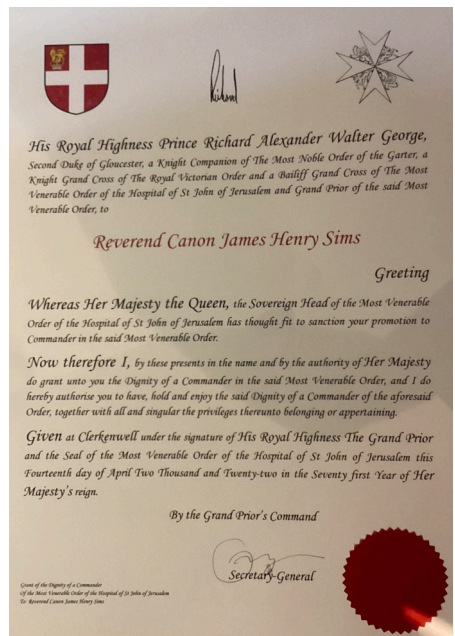 Richard
His Royal Highness Prince Richard Alexander Walter George,
Second Duke of Gloucester, a Knight Companion of The Most Noble Order of the Garter, a
Knight Grand Cross of The Royal Victorian Order and a Bailiff Grand Cross of The Most
Venerable Order of the Hospital of St John of Jerusalem and Grand Prior of the said Most
Venerable Order, to
Reverend Canon James Henry Sims
Greeting
Whereas Her Majesty the Queen, the Sovereign Head of the Most Venerable
Order of the Hospital of St John of Jerusalem has thought fit to sanction your promotion to
Commander in the said Most Venerable Order.
Now therefore I, by these presents in the name and by the authority of Her Majesty
do grant unto you the Dignity of a Commander in the said Most Venerable Order, and I do
hereby authorise you to have, hold and enjoy the said Dignity of a Commander of the aforesaid
Order, together with all and singular the privileges thereunto belonging or appertaining.
Given at Clerkenwell under the signature of His Royal Highness The Grand Prior
and the Seal of the Most Venerable Order of the Hospital of St John of Jerusalem this
Fourteenth day of April Two Thousand and Twenty-two in the Seventy first Year of Her
Majesty's reign.
By the Grand Prior's Command
Secretary-General
Grant of the Dignity of a Commander
Of the Most Venerable Order of the Hospital of St John of Jerusalem
To: Reverend Canon James Henry Sims